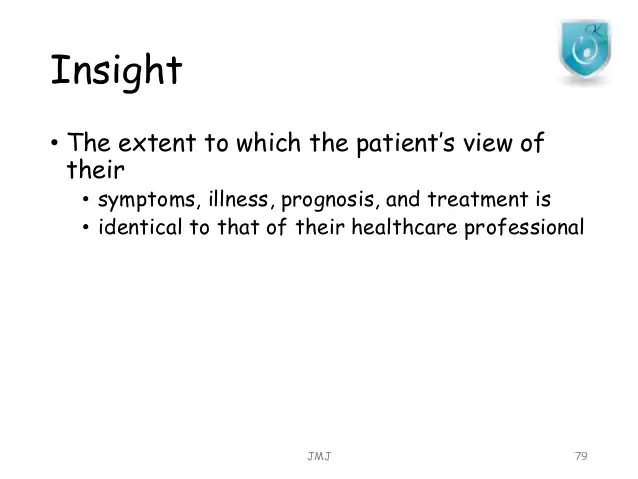 K
Insight
• The extent to which the patient's view of
their
• symptoms, illness, prognosis, and treatment is
• identical to that of their healthcare professional
JMJ
79